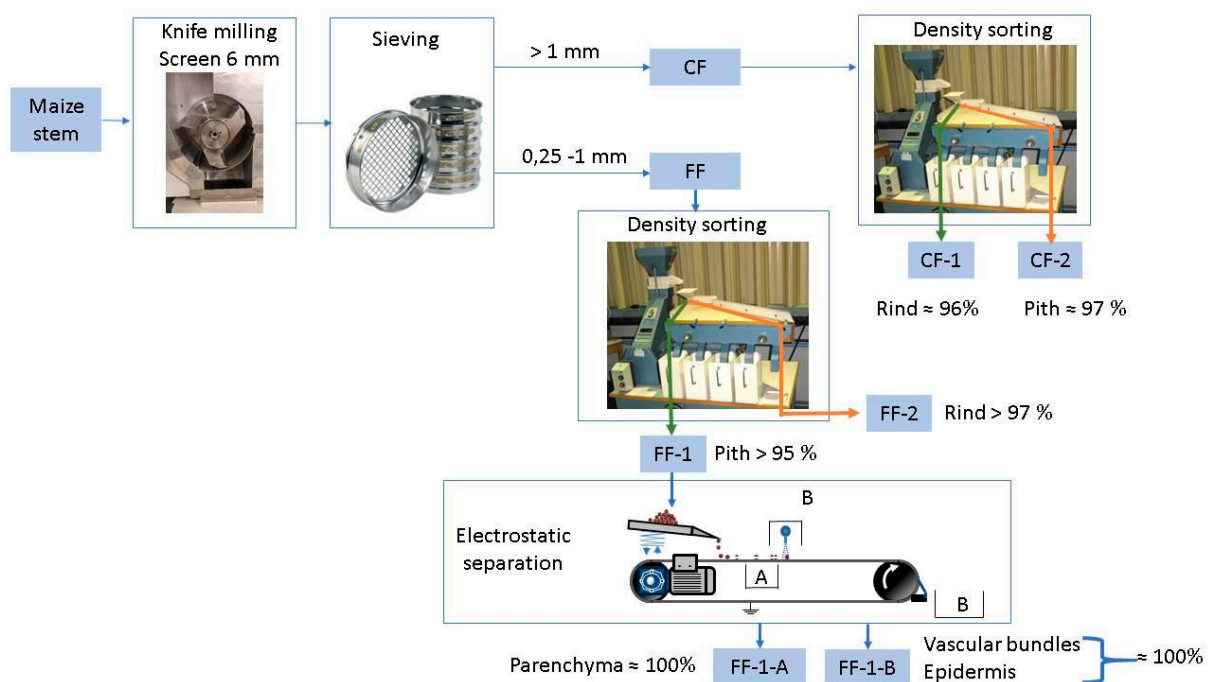 Knife milling
Screen 6 mm
Sieving
Density sorting
> 1 mm
CF
Maize
stem
0,25 -1 mm
FF
Density sorting
CF-1
CF-2
Rind ≈ 96%
Pith ≈ 97 %
FF-2
Rind > 97 %
FF-1
Pith > 95 %
B
Electrostatic
separation
A
B
Parenchyma ≈ 100%
FF-1-A
FF-1-B
Vascular bundles
Epidermis
≈ 100%